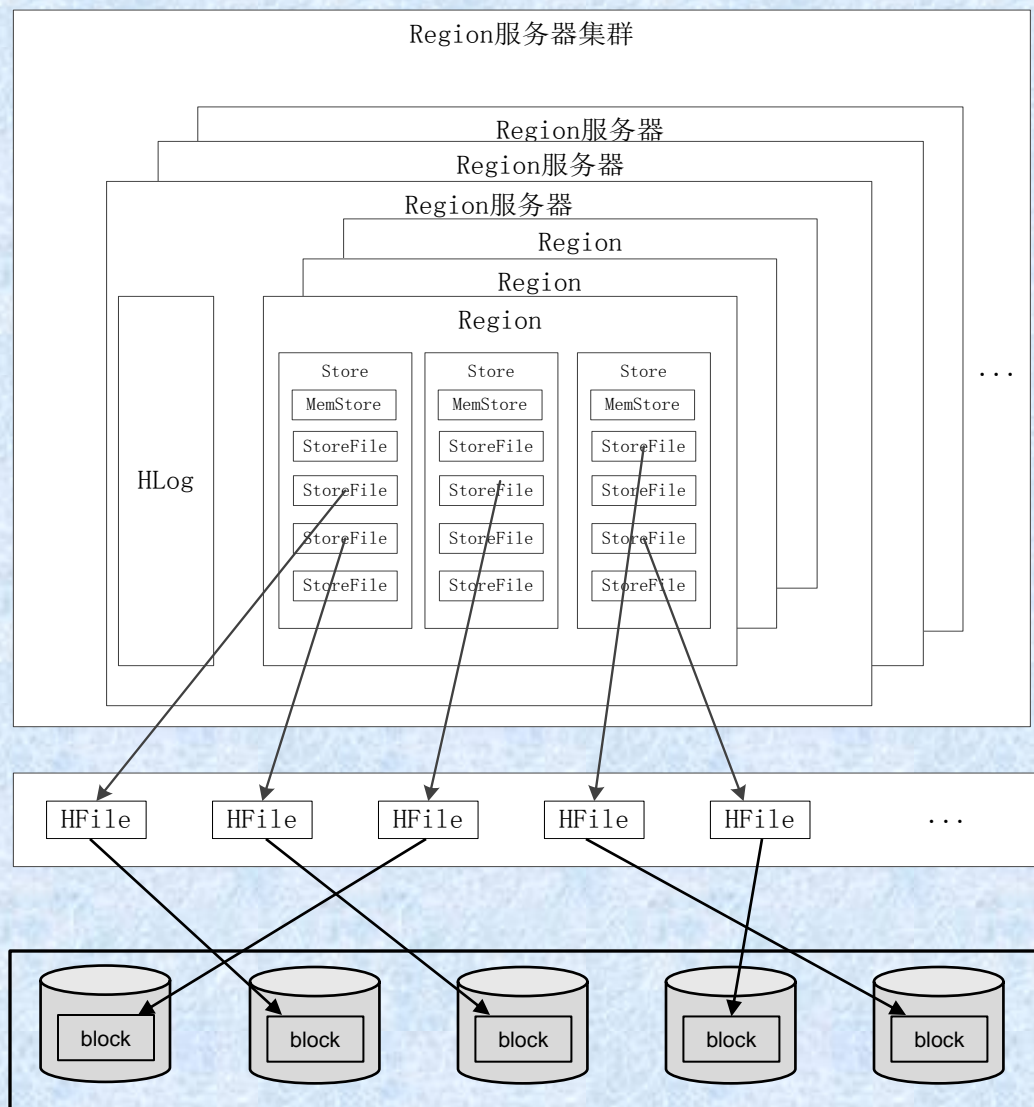 Region服务器集群
Region服务器
Region服务器
Region服务器
Region
Region
Region
Store Store Store
MemStore MemStore MemStore
StoreFile StoreFile StoreFile
HLog
StoreFile StoreFile StoreFile
StoreFile StoreFile StoreFile
StoreFile StoreFile StoreFile
...
HFile HFile HFile HFile HFile ...
block block block block block